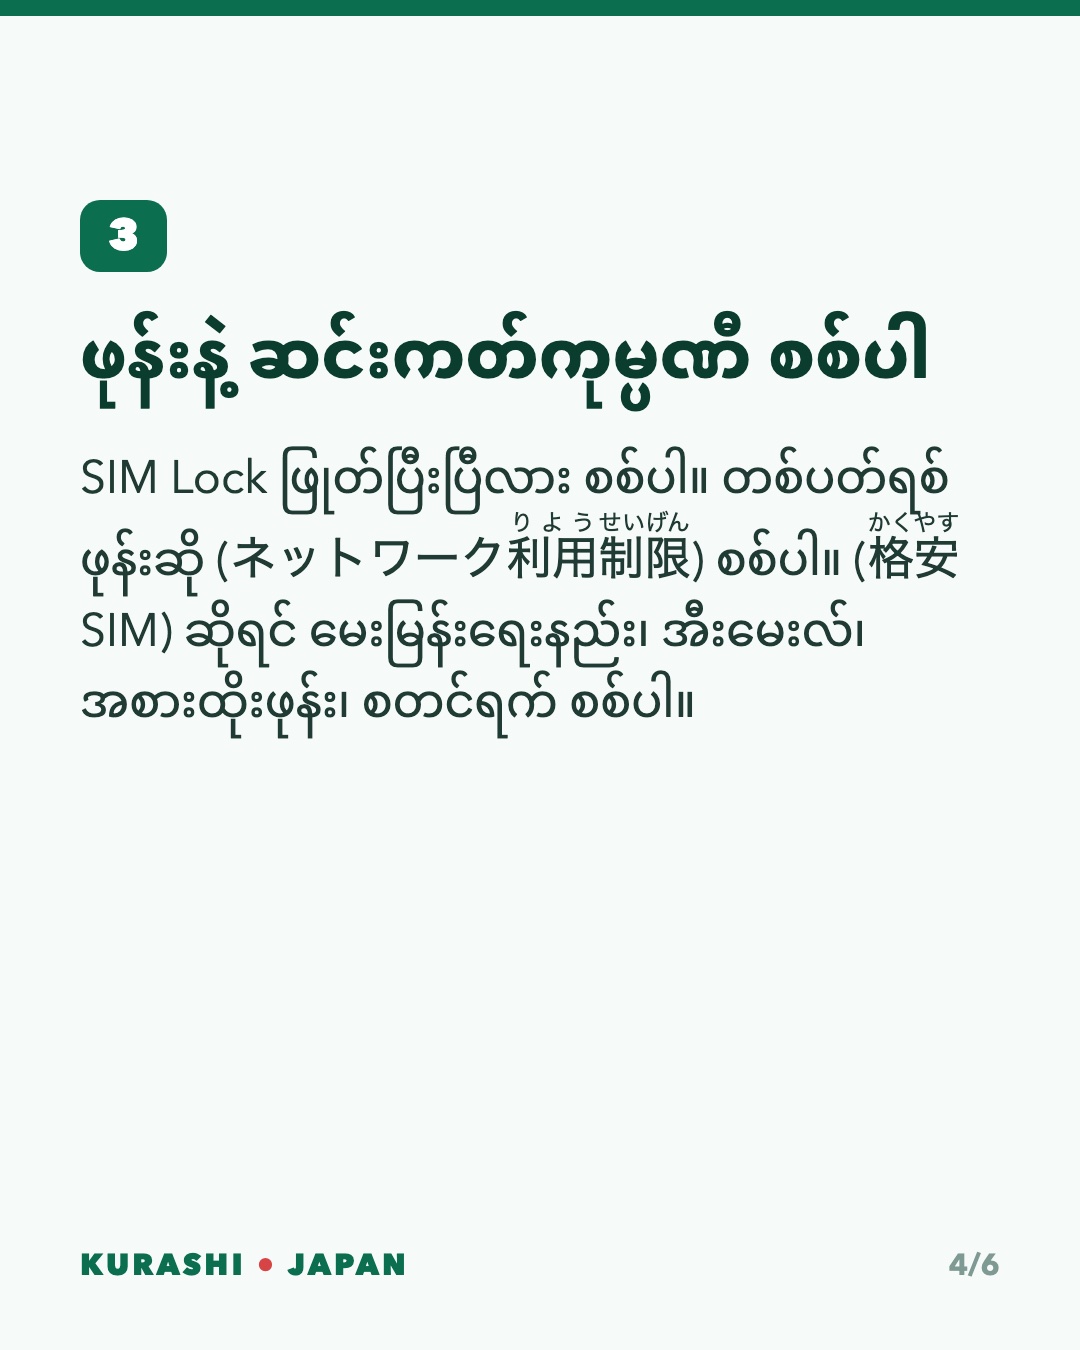 3
ဖုန်းနဲ့ ဆင်းကတ်ကုမ္ပဏီ စစ်ပါ
SIM Lock ဖြုတ်ပြီးပြီလား စစ်ပါ။ တစ်ပတ်ရစ်
りようせいげん かくやす
ဖုန်းဆို (ネットワーク利用制限) စစ်ပါ။ (格安
SIM) ဆိုရင် မေးမြန်းရေးနည်း၊ အီးမေးလ်၊
အစားထိုးဖုန်း၊ စတင်ရက် စစ်ပါ။
KURASHI • JAPAN
4/6